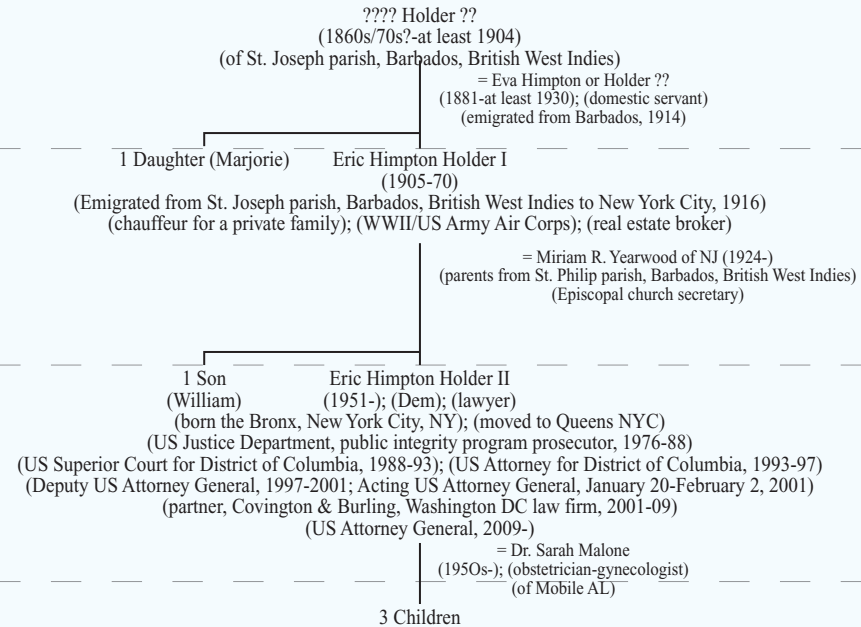 ???? Holder ??
(1860s/70s?-at least 1904)
(of St. Joseph parish, Barbados, British West Indies)
= Eva Himpton or Holder ??
(1881-at least 1930); (domestic servant)
(emigrated from Barbados, 1914)
1 Daughter (Marjorie) Eric Himpton Holder I
(1905-70)
(Emigrated from St. Joseph parish, Barbados, British West Indies to New York City, 1916)
(chauffeur for a private family); (WWII/US Army Air Corps); (real estate broker)
= Miriam R. Yearwood of NJ (1924-)
(parents from St. Philip parish, Barbados, British West Indies)
(Episcopal church secretary)
1 Son Eric Himpton Holder II
(William) (1951-); (Dem); (lawyer)
(born the Bronx, New York City, NY); (moved to Queens NYC)
(US Justice Department, public integrity program prosecutor, 1976-88)
(US Superior Court for District of Columbia, 1988-93); (US Attorney for District of Columbia, 1993-97)
(Deputy US Attorney General, 1997-2001; Acting US Attorney General, January 20-February 2, 2001)
(partner, Covington & Burling, Washington DC law firm, 2001-09)
(US Attorney General, 2009-)
= Dr. Sarah Malone
(195Os-); (obstetrician-gynecologist)
(of Mobile AL)
3 Children